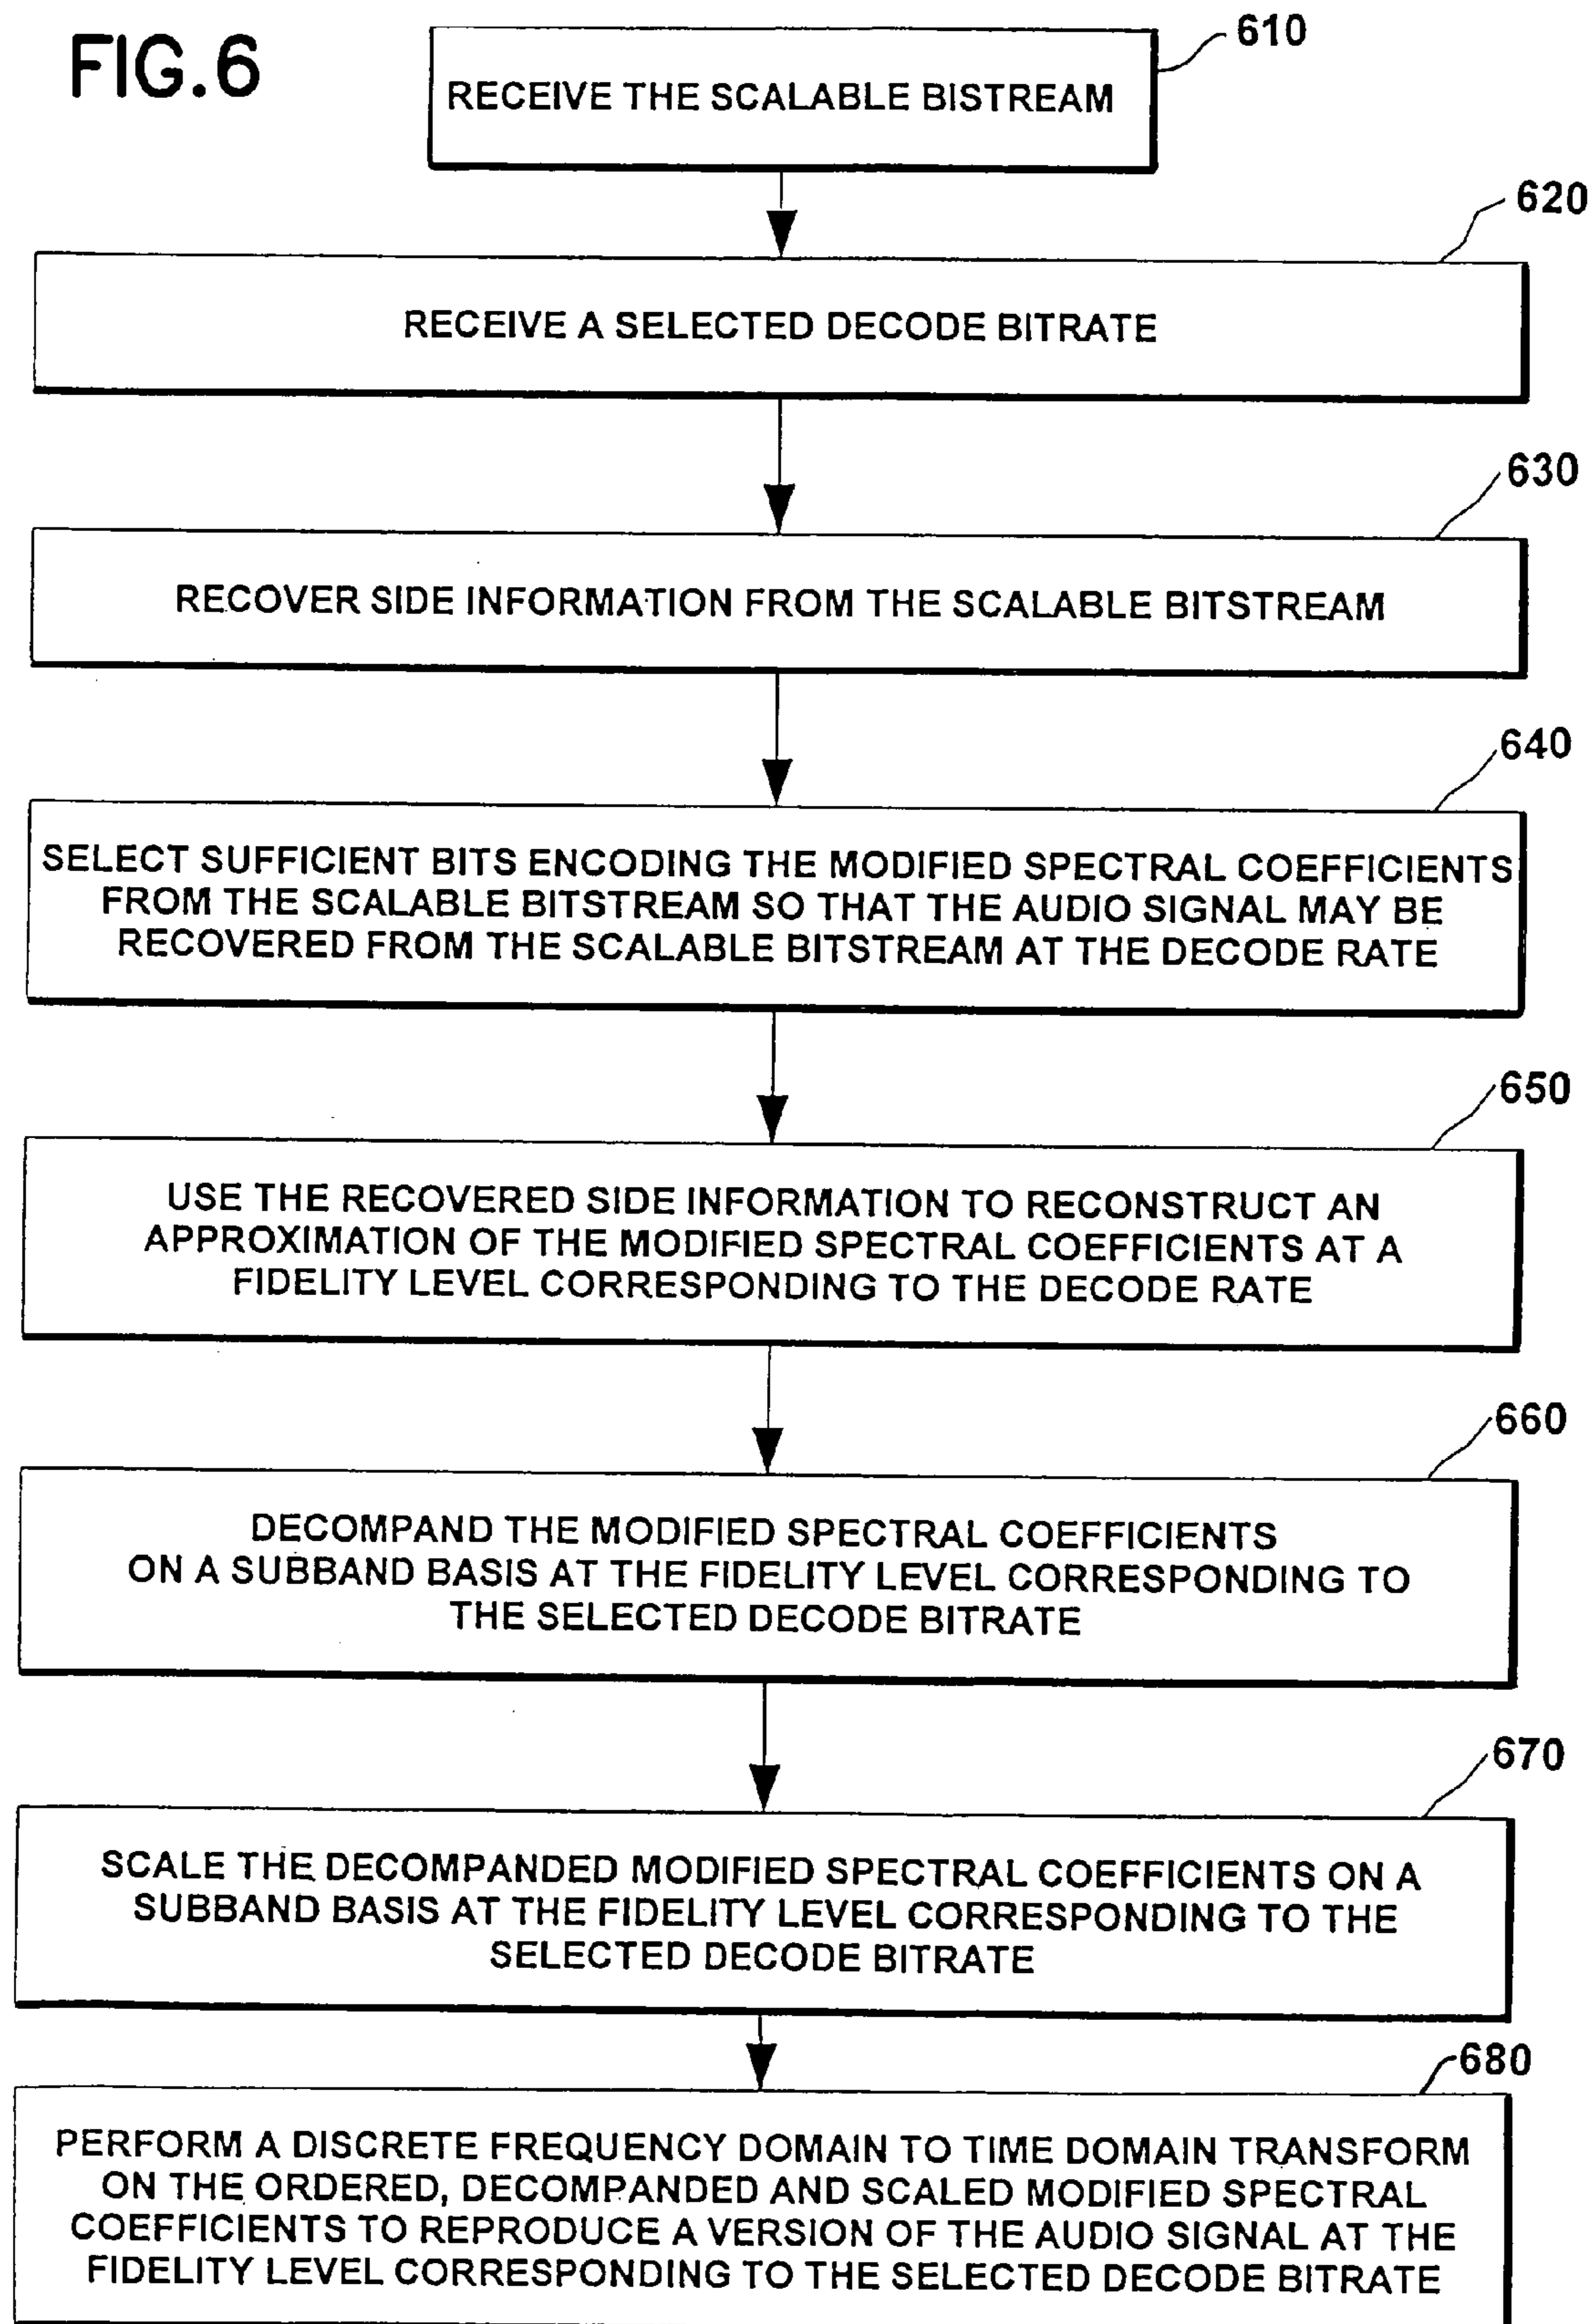 FIG.6
610
RECEIVE THE SCALABLE BISTREAM
620
RECEIVE A SELECTED DECODE BITRATE
630
RECOVER SIDE INFORMATION FROM THE SCALABLE BITSTREAM
640
SELECT SUFFICIENT BITS ENCODING THE MODIFIED SPECTRAL COEFFICIENTS
FROM THE SCALABLE BITSTREAM SO THAT THE AUDIO SIGNAL MAY BE
RECOVERED FROM THE SCALABLE BITSTREAM AT THE DECODE RATE
650
USE THE RECOVERED SIDE INFORMATION TO RECONSTRUCT AN
APPROXIMATION OF THE MODIFIED SPECTRAL COEFFICIENTS AT A
FIDELITY LEVEL CORRESPONDING TO THE DECODE RATE
660
DECOMPAND THE MODIFIED SPECTRAL COEFFICIENTS
ON A SUBBAND BASIS AT THE FIDELITY LEVEL CORRESPONDING TO
THE SELECTED DECODE BITRATE
670
SCALE THE DECOMPANDED MODIFIED SPECTRAL COEFFICIENTS ON A
SUBBAND BASIS AT THE FIDELITY LEVEL CORRESPONDING TO THE
SELECTED DECODE BITRATE
680
PERFORM A DISCRETE FREQUENCY DOMAIN TO TIME DOMAIN TRANSFORM
ON THE ORDERED, DECOMPANDED AND SCALED MODIFIED SPECTRAL
COEFFICIENTS TO REPRODUCE A VERSION OF THE AUDIO SIGNAL AT THE
FIDELITY LEVEL CORRESPONDING TO THE SELECTED DECODE BITRATE